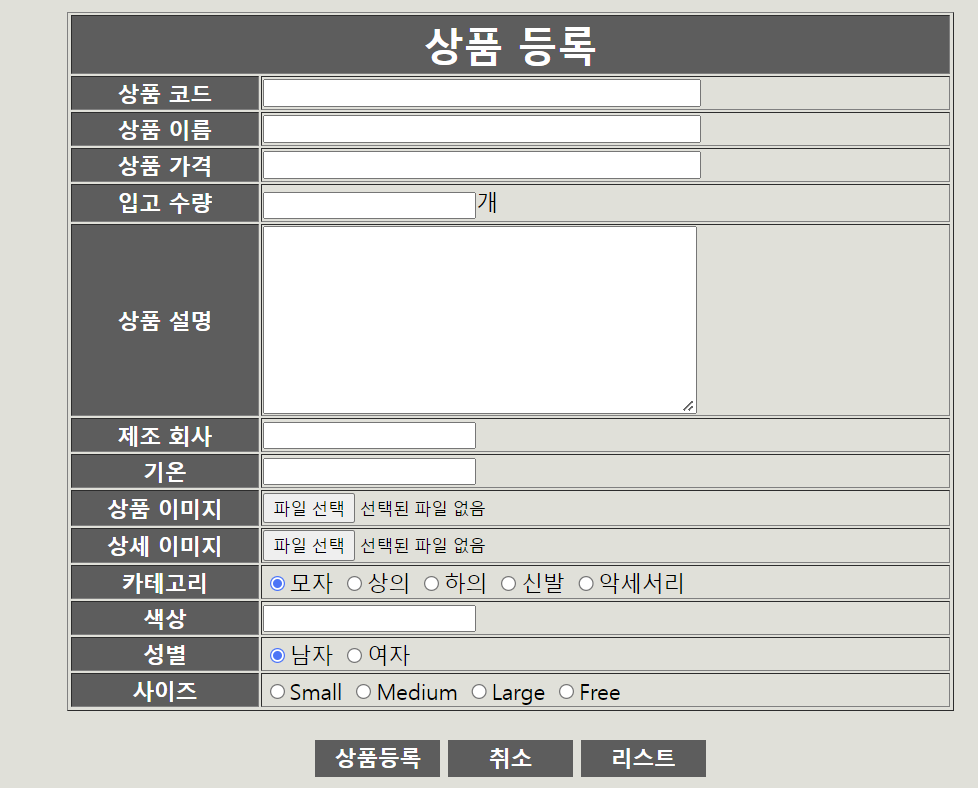 상품 등록
상품 코드
상품 이름
상품 가격
입고 수량 개
상품 설명
제조 회사
기온
상품 이미지 파일 선택 선택된 파일 없음
상세 이미지 파일 선택 선택된 파일 없음
카테고리 모자 상의 하의 신발 악세서리
색상
성별 남자 여자
사이즈 Small Medium Large Free
상품등록 취소 리스트